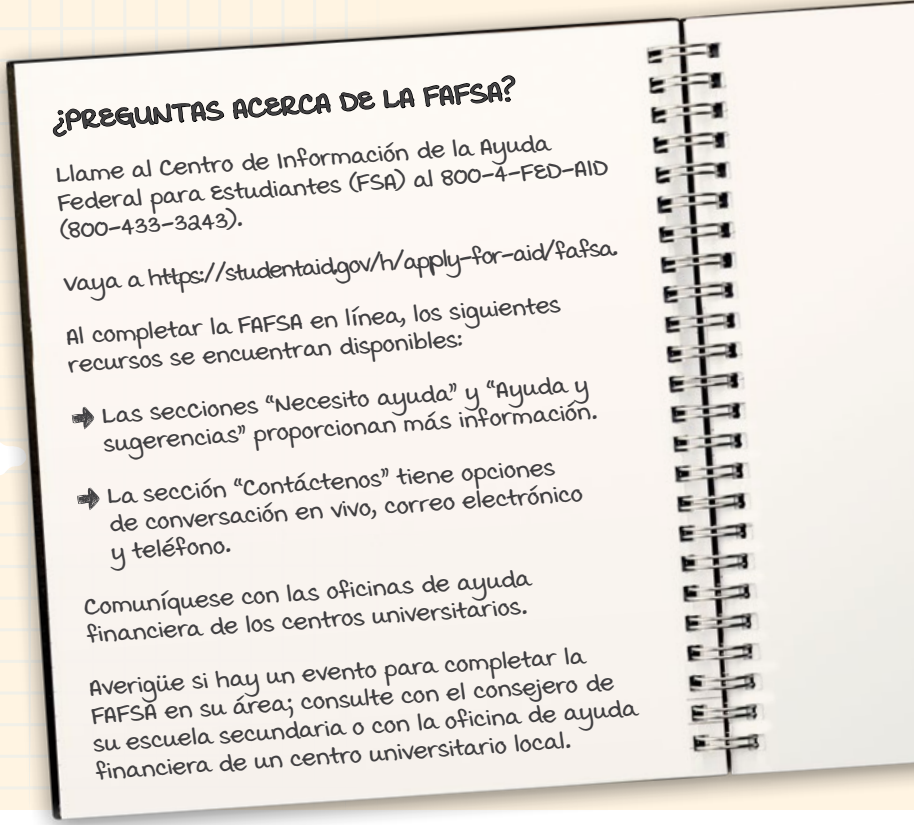 ¿PREGUNTAS ACERCA DE LA FAFSA?
Llame al Centro de Información de la Ayuda
Federal para Estudiantes (FSA) al 800-4-FED-AID
(800-433-3243).
Vaya a https://studentaid.gov/h/apply-for-aid/fafsa.
Al completar la FAFSA en línea, los siguientes
recursos se encuentran disponibles:
➡ Las secciones “Necesito ayuda” y “Ayuda y
sugerencias” proporcionan más información.
➡ La sección “Contáctenos” tiene opciones
de conversación en vivo, correo electrónico
y teléfono.
Comuníquese con las oficinas de ayuda
financiera de los centros universitarios.
Averigüe si hay un evento para completar la
FAFSA en su área; consulte con el consejero de
su escuela secundaria o con la oficina de ayuda
financiera de un centro universitario local.